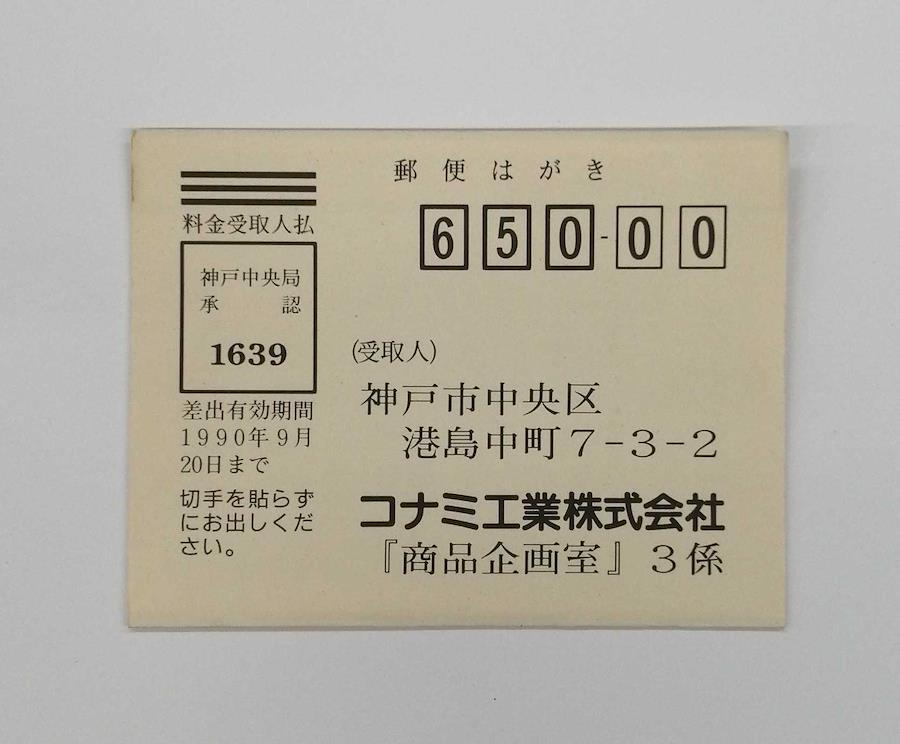 郵便はがき
650-00
料金受取人払
神戸中央局
承認
1639
差出有効期間
1990年9月
20日まで
切手を貼らず
にお出しくだ
さい。
(受取人)
神戸市中央区
港島中町7-3-2
コナミ工業株式会社
『商品企画室』3係